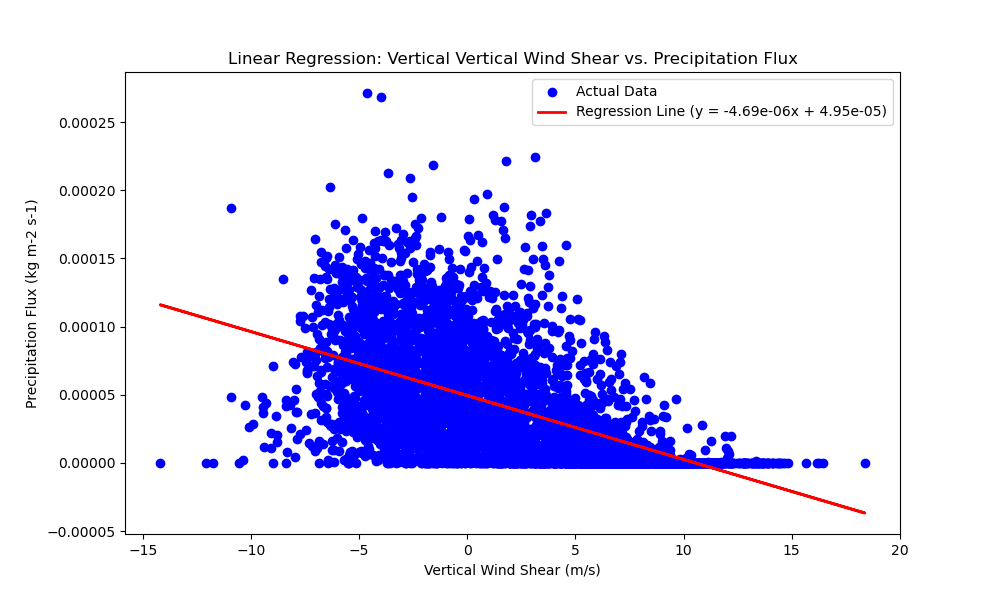 Linear Regression: Vertical Vertical Wind Shear vs. Precipitation Flux
Actual Data
Regression Line (y = -4.69e-06x + 4.95e-05)
Precipitation Flux (kg m-2 s-1)
0.00025
0.00020
0.00015
0.00010
0.00005
0.00000
−0.00005
−15 −10 −5 0 5 10 15 20
Vertical Wind Shear (m/s)